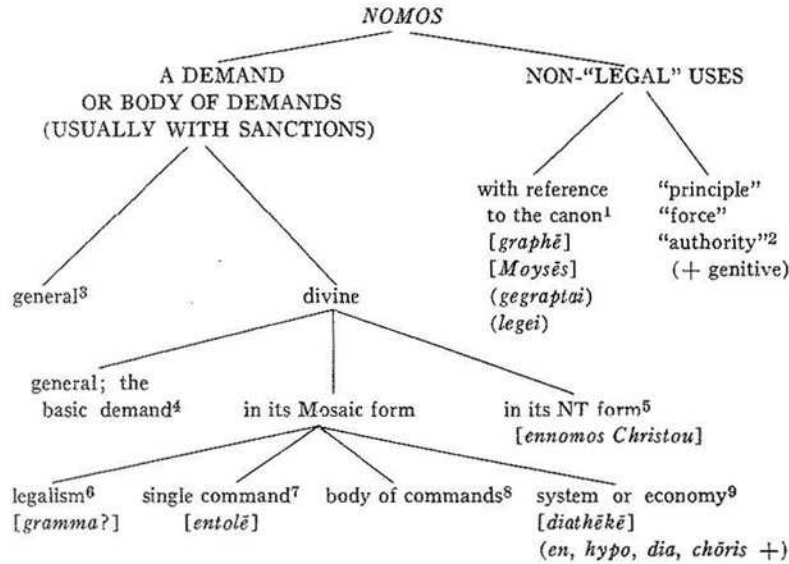 NOMOS
A DEMAND
OR BODY OF DEMANDS
(USUALLY WITH SANCTIONS)
NON-“LEGAL” USES
with reference
to the canon¹
[graphē]
[Moysēs]
(gegraptai)
(legei)
“principle”
“force”
“authority”²
(+ genitive)
general³
divine
general; the
basic demand⁴
in its Mosaic form
in its NT form⁵
[ennomos Christou]
legalism⁶
[gramma?]
single command⁷
[entolē]
body of commands⁸
system or economy⁹
[diathēkē]
(en, hypo, dia, chōris +)